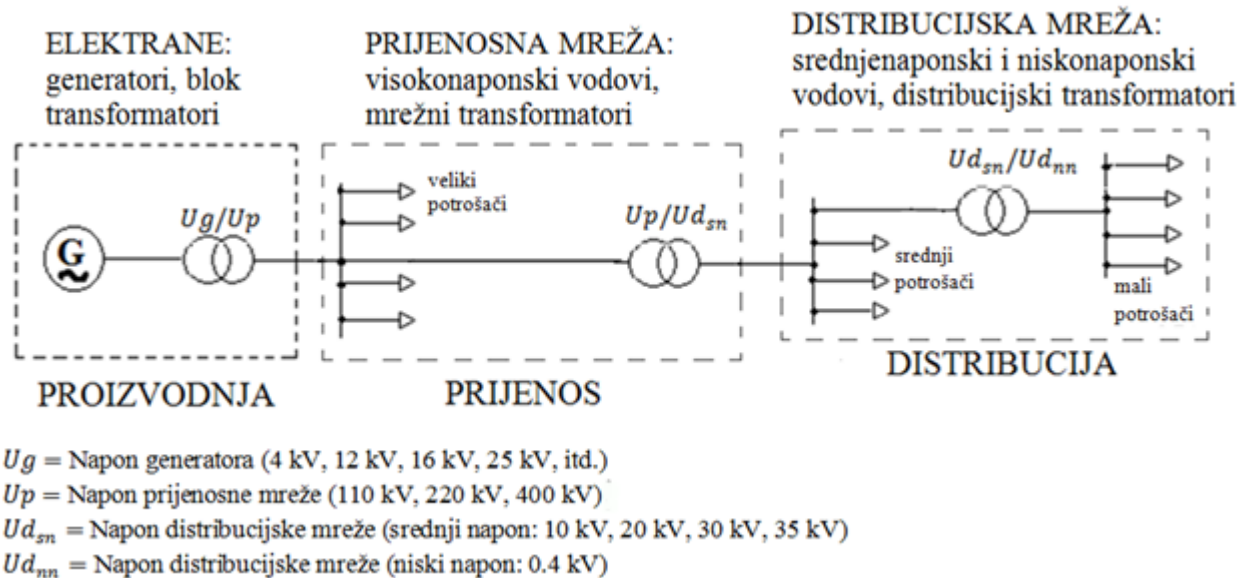 ELEKTRANE:
generatori, blok
transformatori
PRIJENOSNA MREŽA:
visokonaponski vodovi,
mrežni transformatori
DISTRIBUCIJSKA MREŽA:
srednjenaponski i niskonaponski
vodovi, distribucijski transformatori
G
Ug/Up
veliki
potrošači
Up/Ud_sn
srednji
potrošači
Ud_sn/Ud_nn
mali
potrošači
PROIZVODNJA
PRIJENOS
DISTRIBUCIJA
Ug = Napon generatora (4 kV, 12 kV, 16 kV, 25 kV, itd.)
Up = Napon prijenosne mreže (110 kV, 220 kV, 400 kV)
Ud_sn = Napon distribucijske mreže (srednji napon: 10 kV, 20 kV, 30 kV, 35 kV)
Ud_nn = Napon distribucijske mreže (niski napon: 0.4 kV)